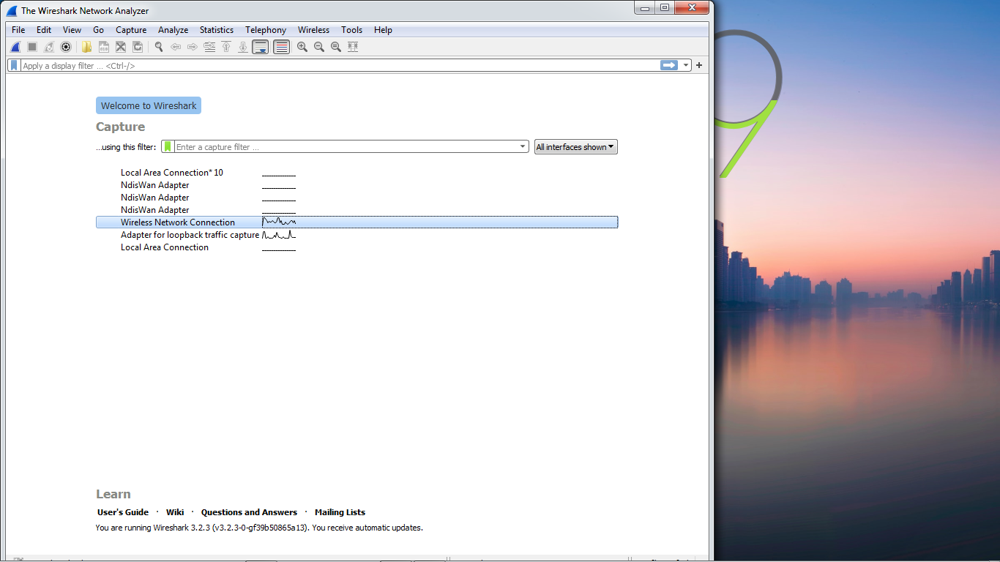 The Wireshark Network Analyzer
File Edit View Go Capture Analyze Statistics Telephony Wireless Tools Help
Apply a display filter ... <Ctrl-/>
Welcome to Wireshark
Capture
...using this filter: Enter a capture filter ... All interfaces shown
Local Area Connection* 10
NdisWan Adapter
NdisWan Adapter
NdisWan Adapter
Wireless Network Connection
Adapter for loopback traffic capture
Local Area Connection
Learn
User's Guide · Wiki · Questions and Answers · Mailing Lists
You are running Wireshark 3.2.3 (v3.2.3-0-gf39b50865a13). You receive automatic updates.